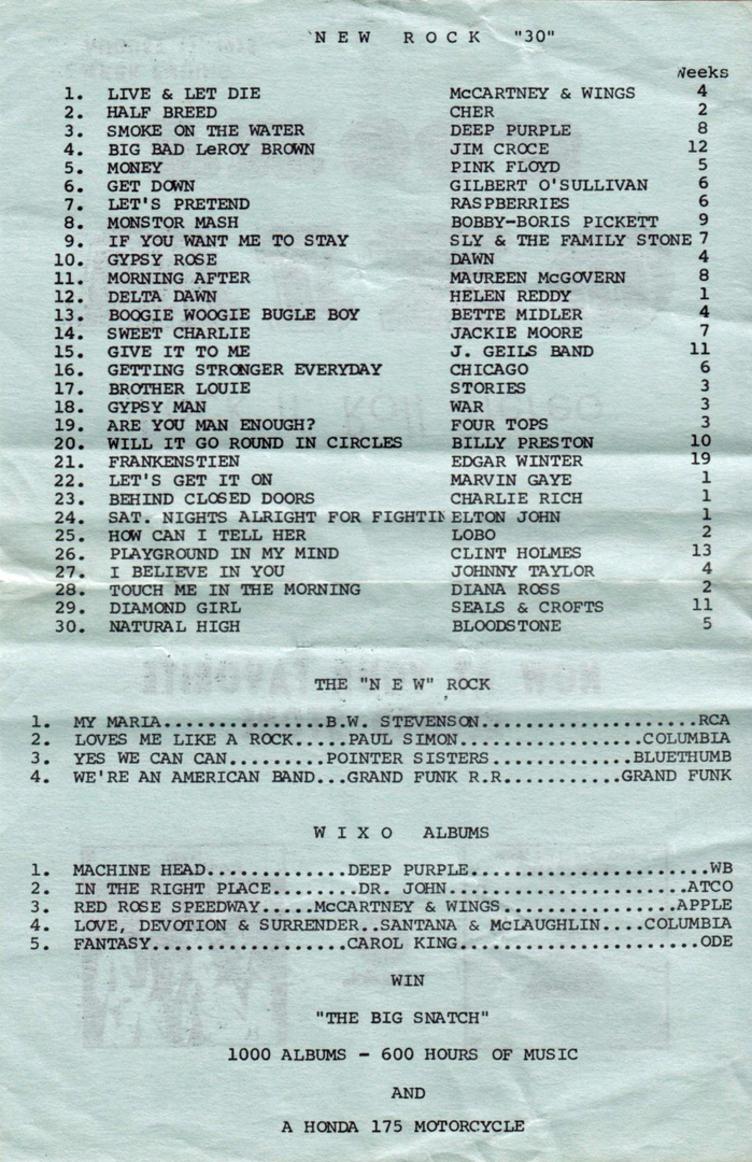 NEW ROCK "30"
Weeks
1. LIVE & LET DIE McCARTNEY & WINGS 4
2. HALF BREED CHER 2
3. SMOKE ON THE WATER DEEP PURPLE 8
4. BIG BAD LeROY BROWN JIM CROCE 12
5. MONEY PINK FLOYD 5
6. GET DOWN GILBERT O'SULLIVAN 6
7. LET'S PRETEND RASPBERRIES 6
8. MONSTOR MASH BOBBY-BORIS PICKETT 9
9. IF YOU WANT ME TO STAY SLY & THE FAMILY STONE 7
10. GYPSY ROSE DAWN 4
11. MORNING AFTER MAUREEN McGOVERN 8
12. DELTA DAWN HELEN REDDY 1
13. BOOGIE WOOGIE BUGLE BOY BETTE MIDLER 4
14. SWEET CHARLIE JACKIE MOORE 7
15. GIVE IT TO ME J. GEILS BAND 11
16. GETTING STRONGER EVERYDAY CHICAGO 6
17. BROTHER LOUIE STORIES 3
18. GYPSY MAN WAR 3
19. ARE YOU MAN ENOUGH? FOUR TOPS 3
20. WILL IT GO ROUND IN CIRCLES BILLY PRESTON 10
21. FRANKENSTIEN EDGAR WINTER 19
22. LET'S GET IT ON MARVIN GAYE 1
23. BEHIND CLOSED DOORS CHARLIE RICH 1
24. SAT. NIGHTS ALRIGHT FOR FIGHTIN ELTON JOHN 1
25. HOW CAN I TELL HER LOBO 2
26. PLAYGROUND IN MY MIND CLINT HOLMES 13
27. I BELIEVE IN YOU JOHNNY TAYLOR 4
28. TOUCH ME IN THE MORNING DIANA ROSS 2
29. DIAMOND GIRL SEALS & CROFTS 11
30. NATURAL HIGH BLOODSTONE 5
THE "N E W" ROCK
1. MY MARIA...............B.W. STEVENSON.......................RCA
2. LOVES ME LIKE A ROCK.....PAUL SIMON...................COLUMBIA
3. YES WE CAN CAN.........POINTER SISTERS..............BLUETHUMB
4. WE'RE AN AMERICAN BAND...GRAND FUNK R.R...........GRAND FUNK
W I X O ALBUMS
1. MACHINE HEAD.............DEEP PURPLE.......................WB
2. IN THE RIGHT PLACE........DR. JOHN.......................ATCO
3. RED ROSE SPEEDWAY.....McCARTNEY & WINGS.................APPLE
4. LOVE, DEVOTION & SURRENDER..SANTANA & McLAUGHLIN....COLUMBIA
5. FANTASY..................CAROL KING.......................ODE
WIN
"THE BIG SNATCH"
1000 ALBUMS - 600 HOURS OF MUSIC
AND
A HONDA 175 MOTORCYCLE